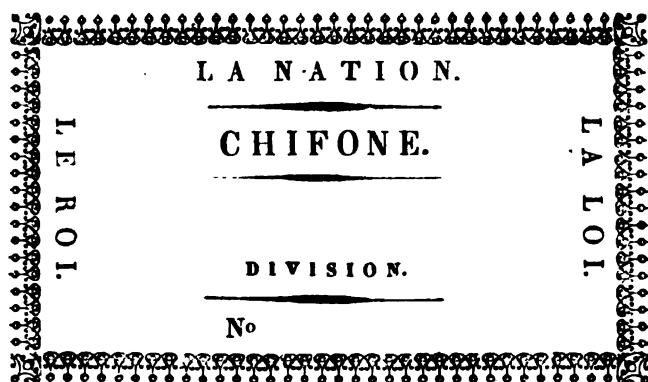 LA NATION.
LE ROI.
CHIFONE.
LA LOI.
DIVISION.
No